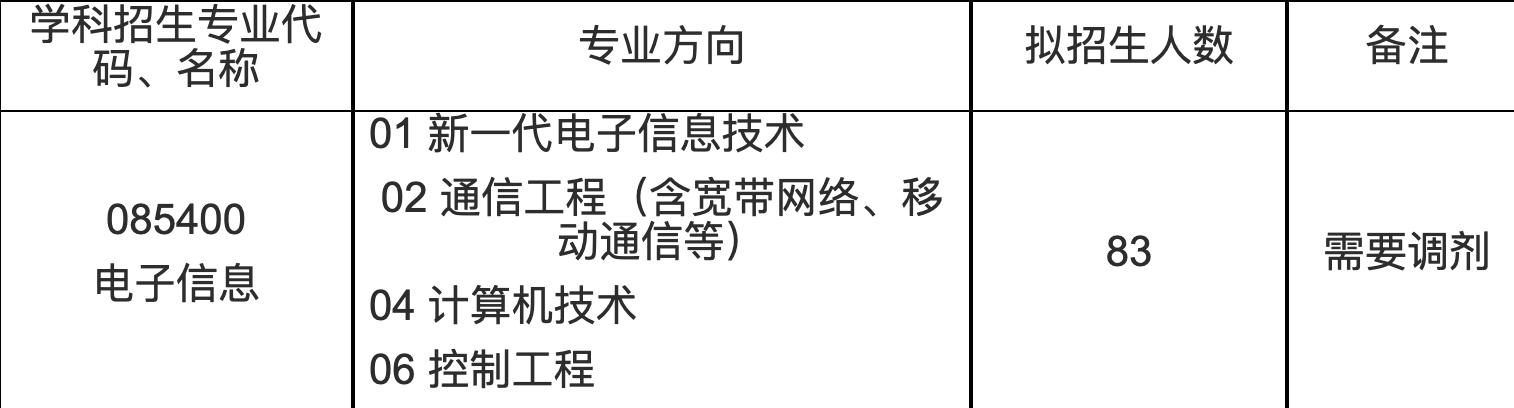 学科招生专业代
码、名称
专业方向
拟招生人数
备注
085400
电子信息
01 新一代电子信息技术
02 通信工程（含宽带网络、移
动通信等）
04 计算机技术
06 控制工程
83
需要调剂